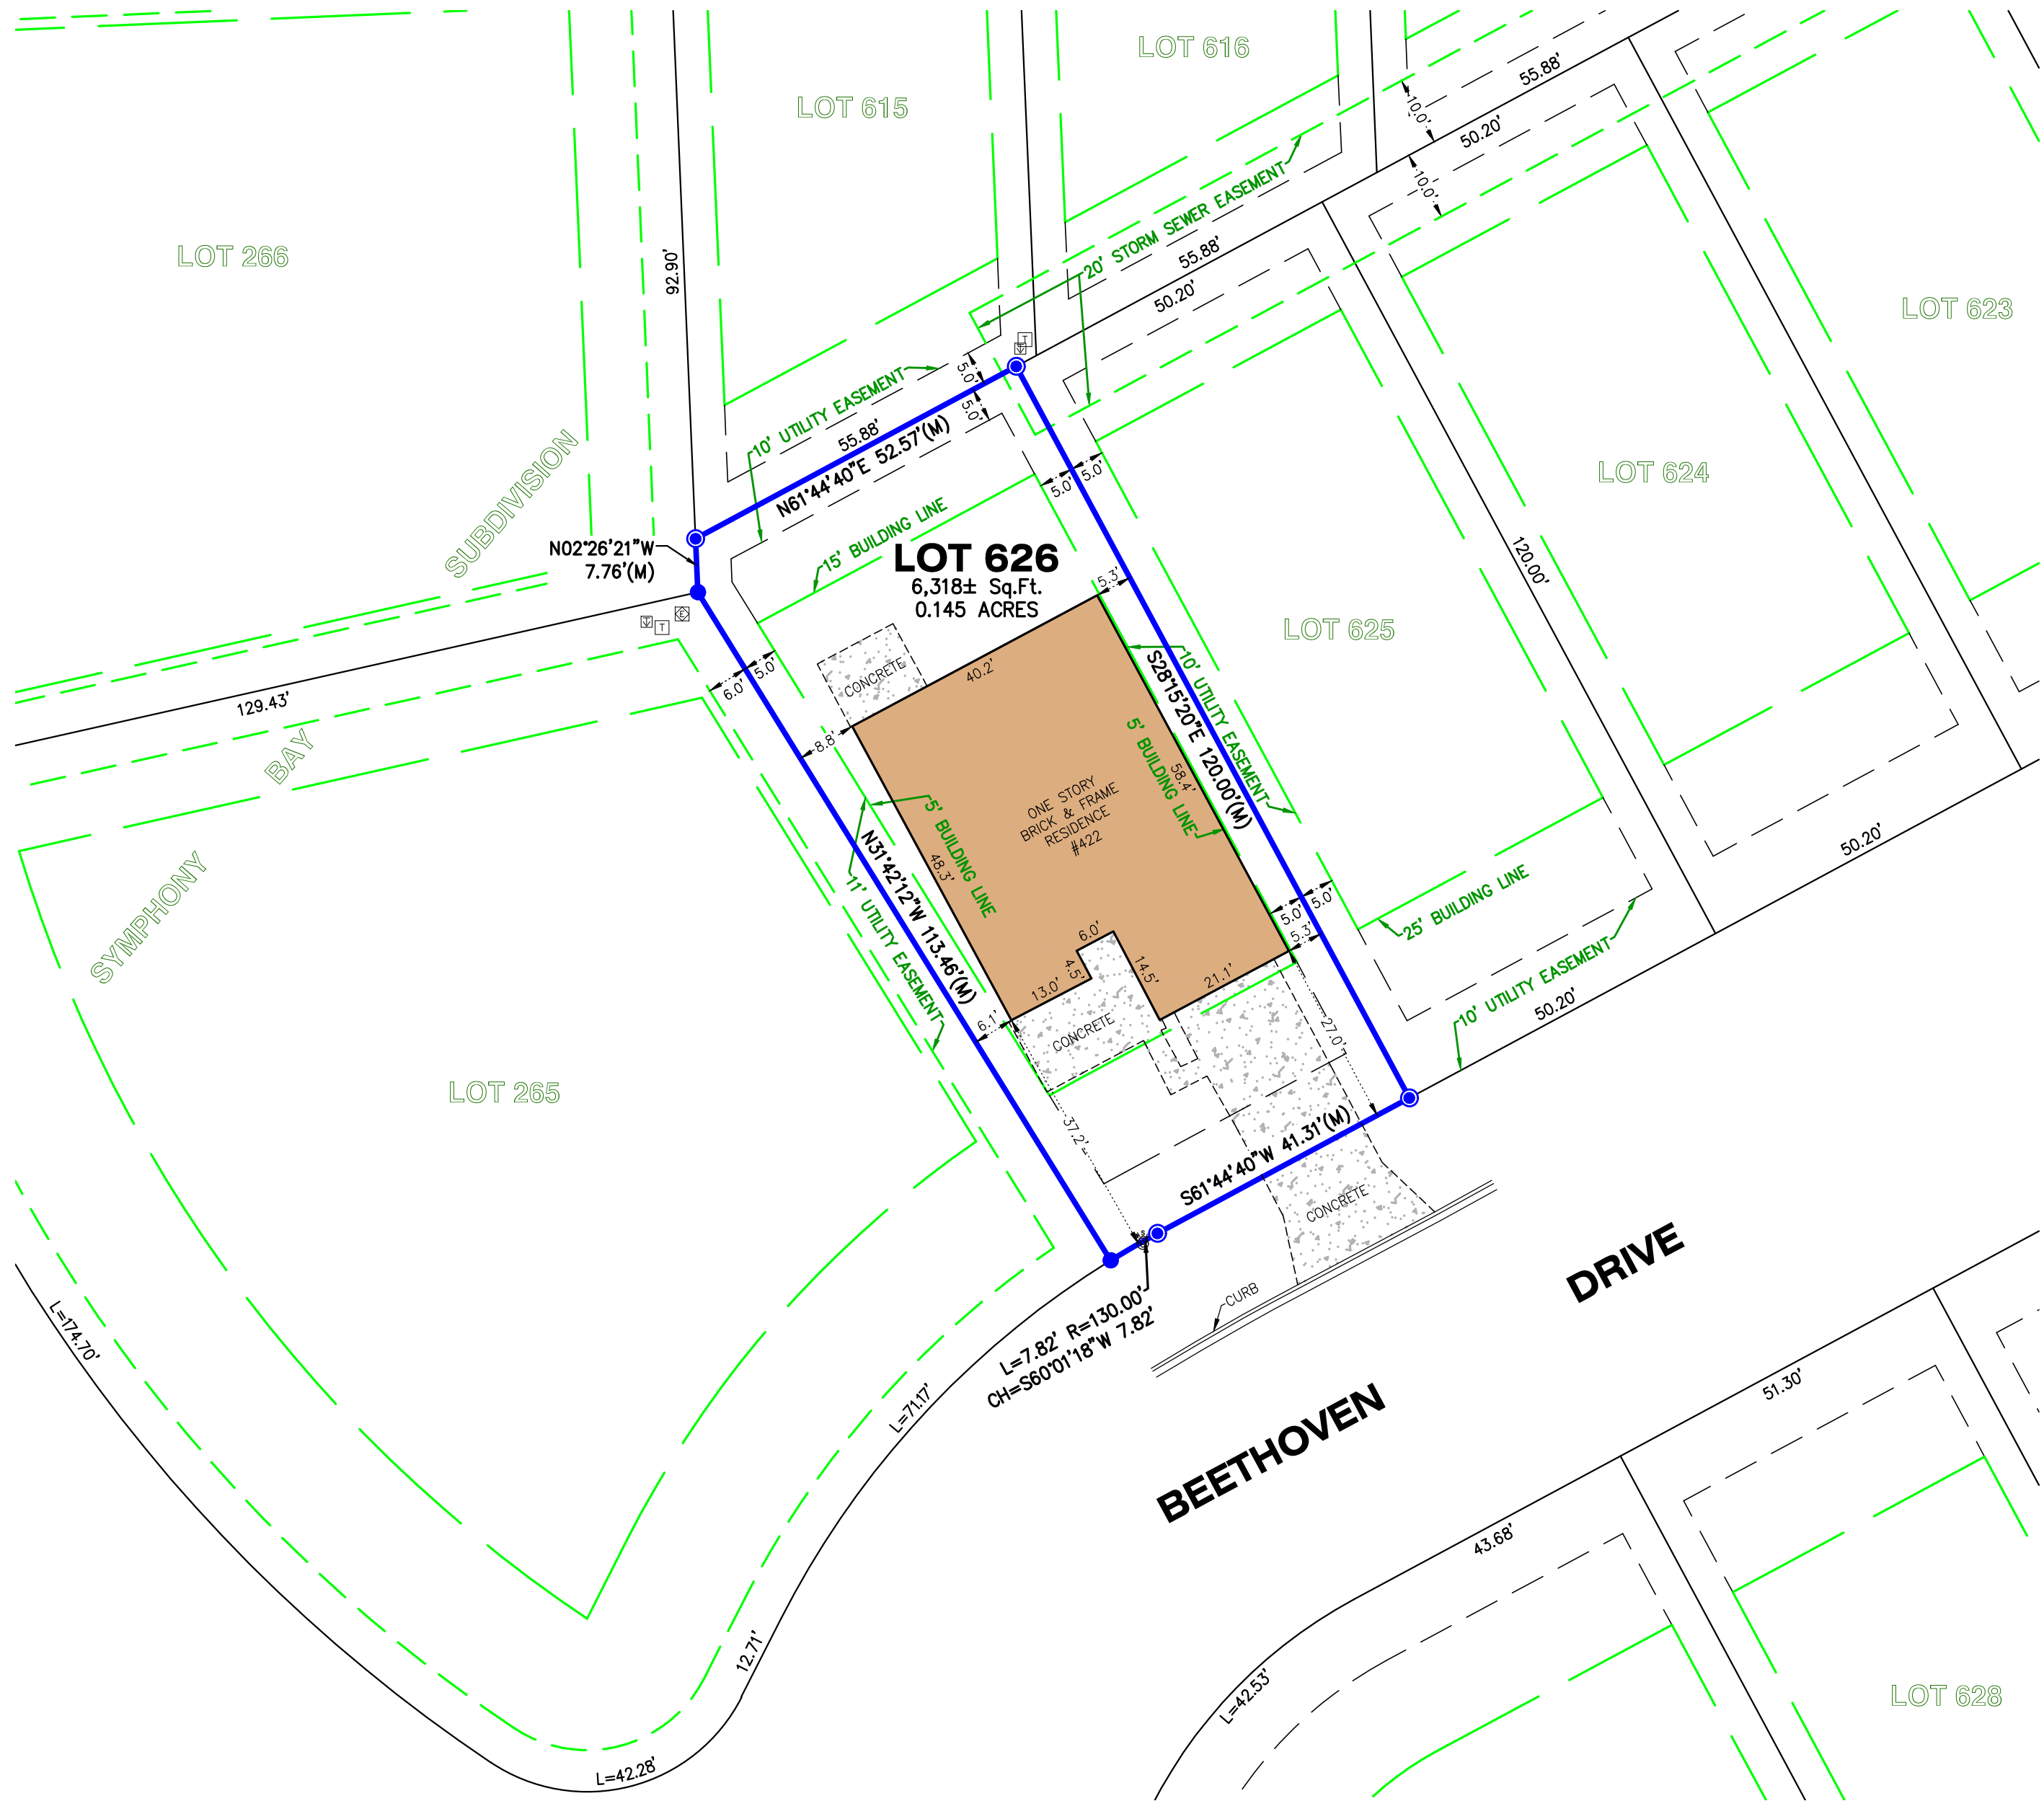 LOT 616
55.88'
10.0'
50.20'
LOT 615
10.0'
20' STORM SEWER EASEMENT
LOT 266
92.90'
55.88'
50.20'
LOT 623
T
5.0'
5.0'
10' UTILITY EASEMENT
55.88'
N61°44'40"E 52.57'(M)
SUBDIVISION
5.0'
5.0'
LOT 624
15' BUILDING LINE
N02°26'21"W
7.76'(M)
LOT 626
6,318± Sq.Ft.
0.145 ACRES
5.3'
120.00'
E
T
LOT 625
6.0'
5.0'
CONCRETE
40.2'
129.43'
S28°15'20"E 120.00'(M)
10' UTILITY EASEMENT
5' BUILDING LINE
58.4'
BAY
8.8'
ONE STORY
BRICK & FRAME
RESIDENCE
#422
5' BUILDING LINE
48.3'
N31°42'12"W 113.46'(M)
11' UTILITY EASEMENT
SYMPHONY
50.20'
25' BUILDING LINE
5.0'
5.0'
5.3'
6.0'
4.5'
14.5'
13.0'
21.1'
6.1'
CONCRETE
27.0'
10' UTILITY EASEMENT
50.20'
LOT 265
37.2'
S61°44'40"W 41.31'(M)
CONCRETE
DRIVE
CURB
L=7.82' R=130.00'
CH=S60°01'18"W 7.82'
L=174.70'
L=71.17'
51.30'
BEETHOVEN
43.68'
12.71'
L=42.53'
LOT 628
L=42.28'